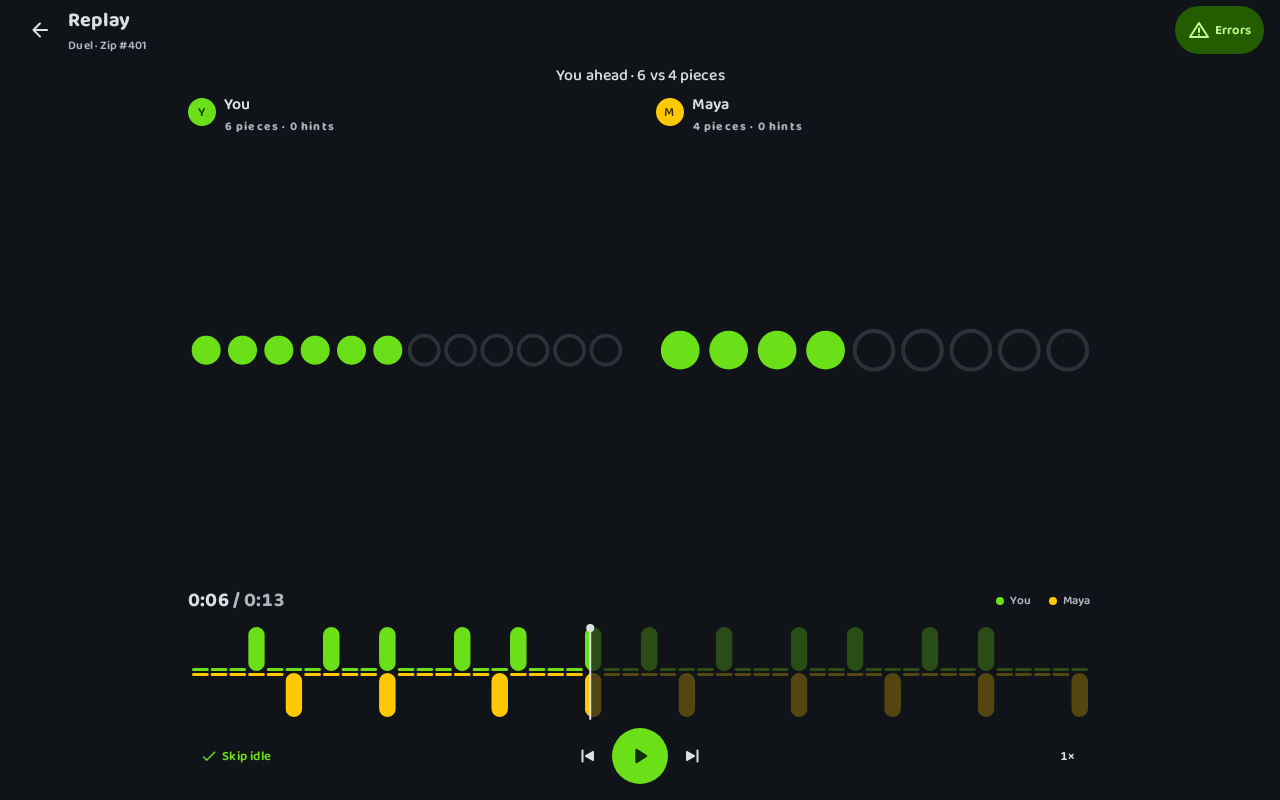 Replay
Duel · Zip #401
Errors
You ahead · 6 vs 4 pieces
Y
You
6 pieces · 0 hints
M
Maya
4 pieces · 0 hints
0:06 / 0:13
You
Maya
Skip idle
1×